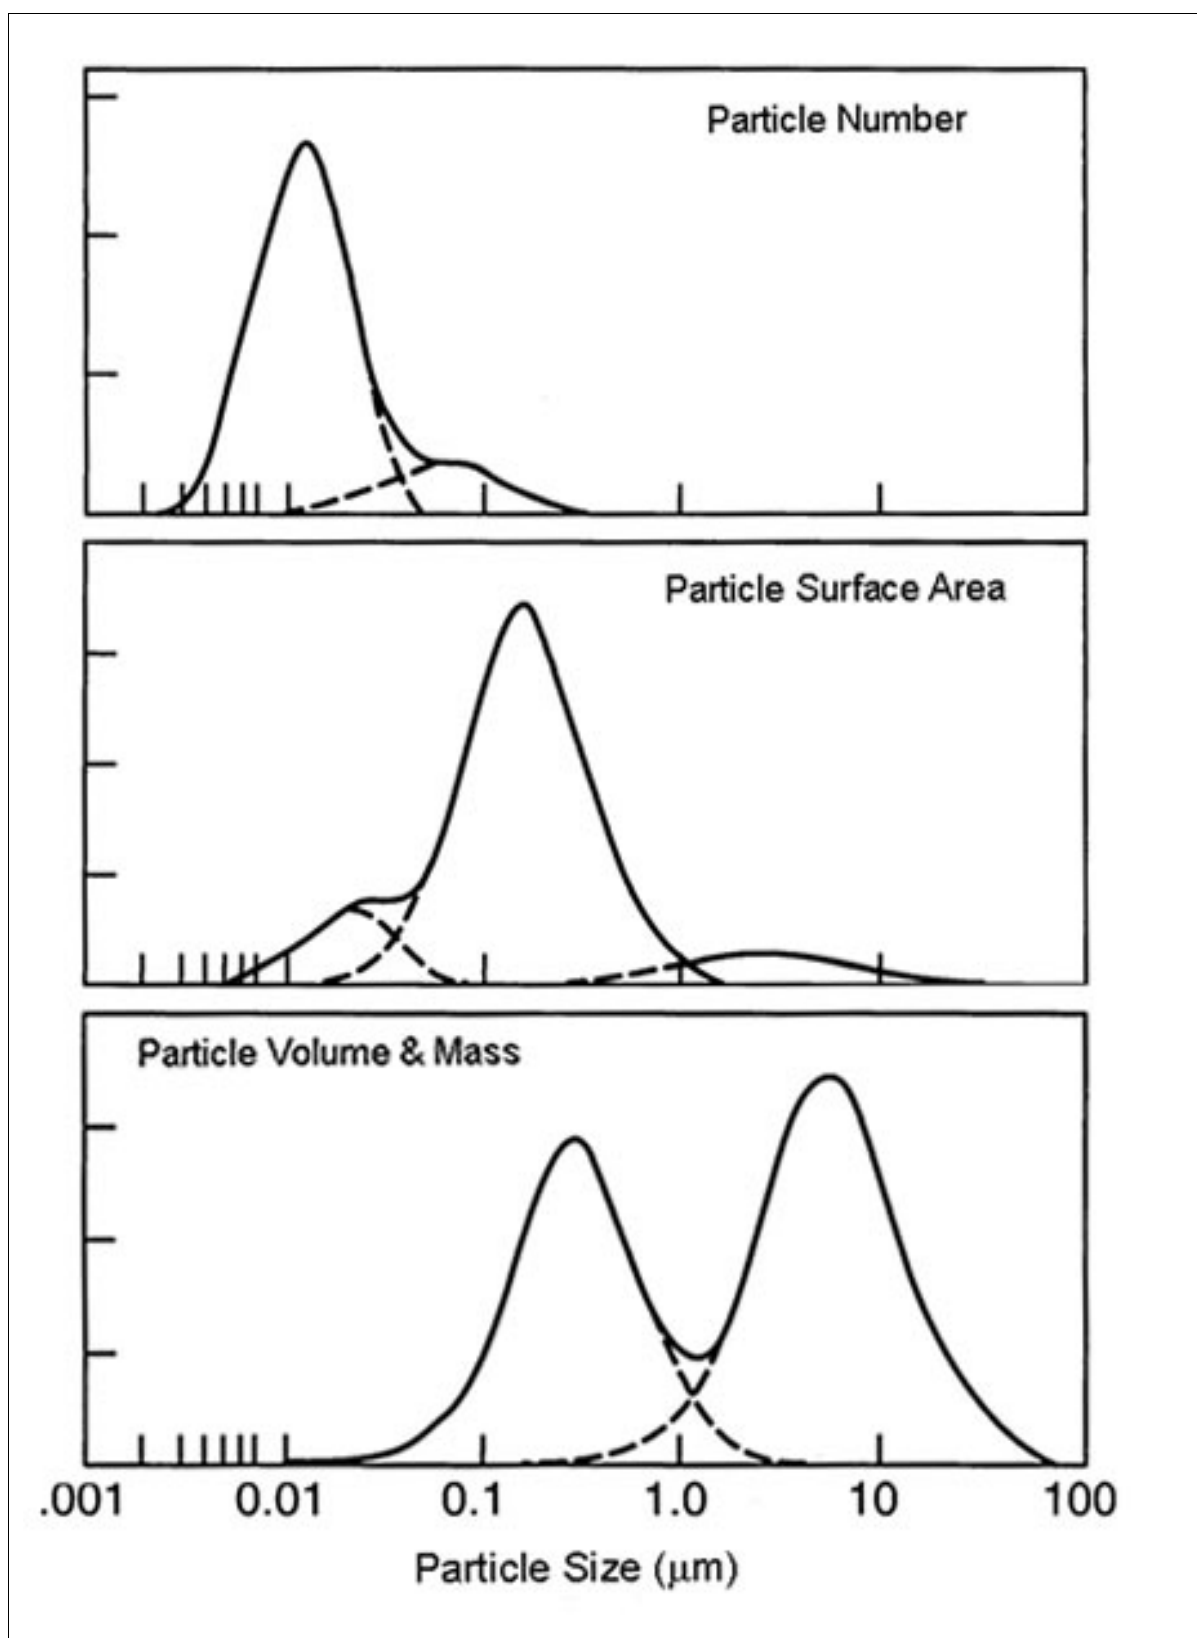 Particle Number
Particle Surface Area
Particle Volume & Mass
.001 0.01 0.1 1.0 10 100
Particle Size (μm)